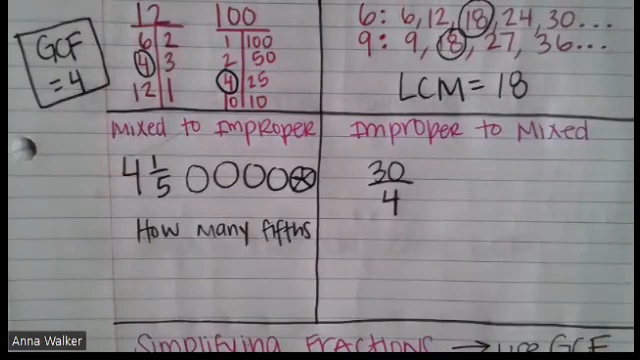 GCF
=4
12
6 2
4 3
12 1
100
1 100
2 50
4 25
10 10
6: 6, 12, 18, 24, 30...
9: 9, 18, 27, 36...
LCM = 18
Mixed to Improper
4 1/5
How many fifths
Improper to Mixed
30
4
Simplifying Fractions → use GCF
Anna Walker